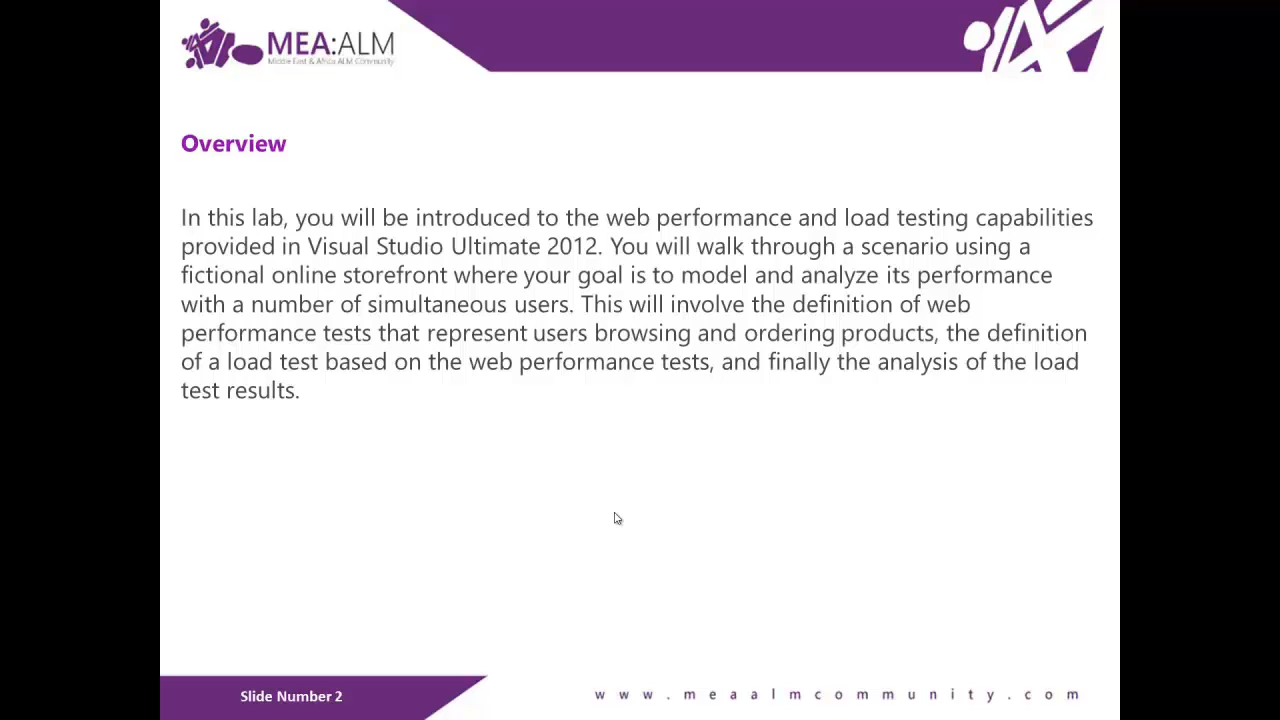 MEA:ALM
Middle East & Africa ALM Community
Overview
In this lab, you will be introduced to the web performance and load testing capabilities
provided in Visual Studio Ultimate 2012. You will walk through a scenario using a
fictional online storefront where your goal is to model and analyze its performance
with a number of simultaneous users. This will involve the definition of web
performance tests that represent users browsing and ordering products, the definition
of a load test based on the web performance tests, and finally the analysis of the load
test results.
Slide Number 2
www.meaalmcommunity.com